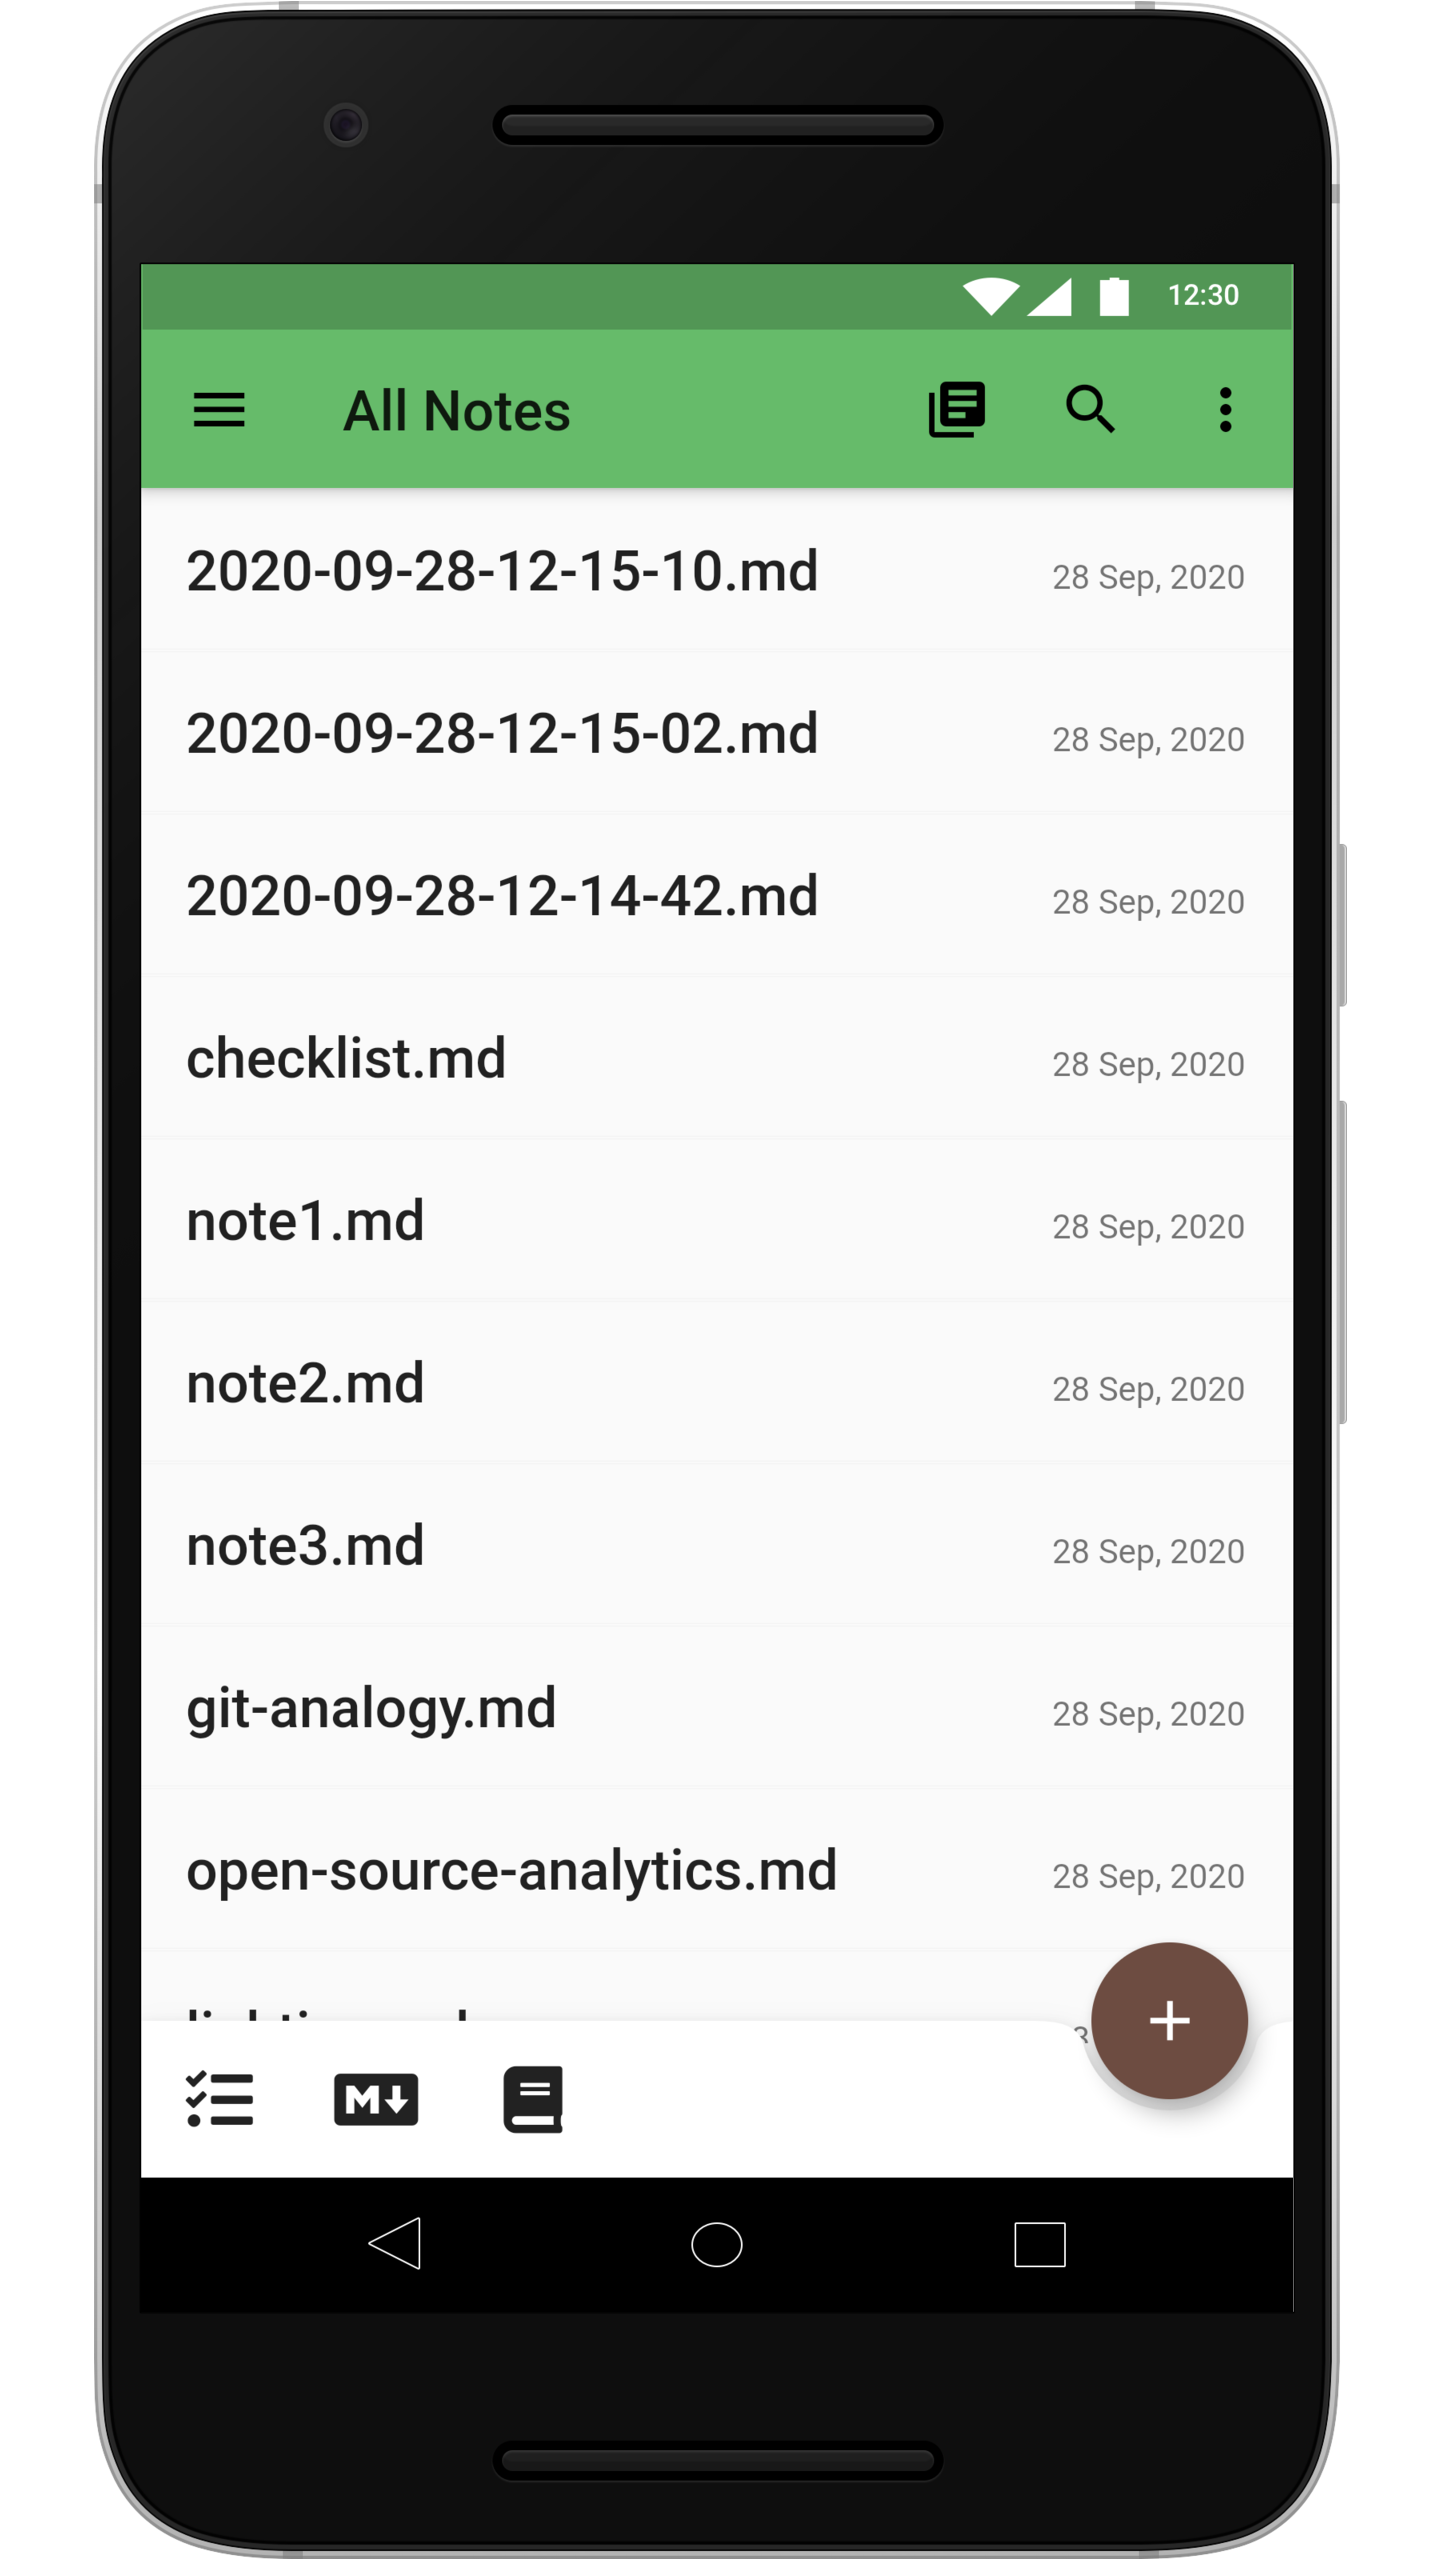 12:30
All Notes
2020-09-28-12-15-10.md 28 Sep, 2020
2020-09-28-12-15-02.md 28 Sep, 2020
2020-09-28-12-14-42.md 28 Sep, 2020
checklist.md 28 Sep, 2020
note1.md 28 Sep, 2020
note2.md 28 Sep, 2020
note3.md 28 Sep, 2020
git-analogy.md 28 Sep, 2020
open-source-analytics.md 28 Sep, 2020
M